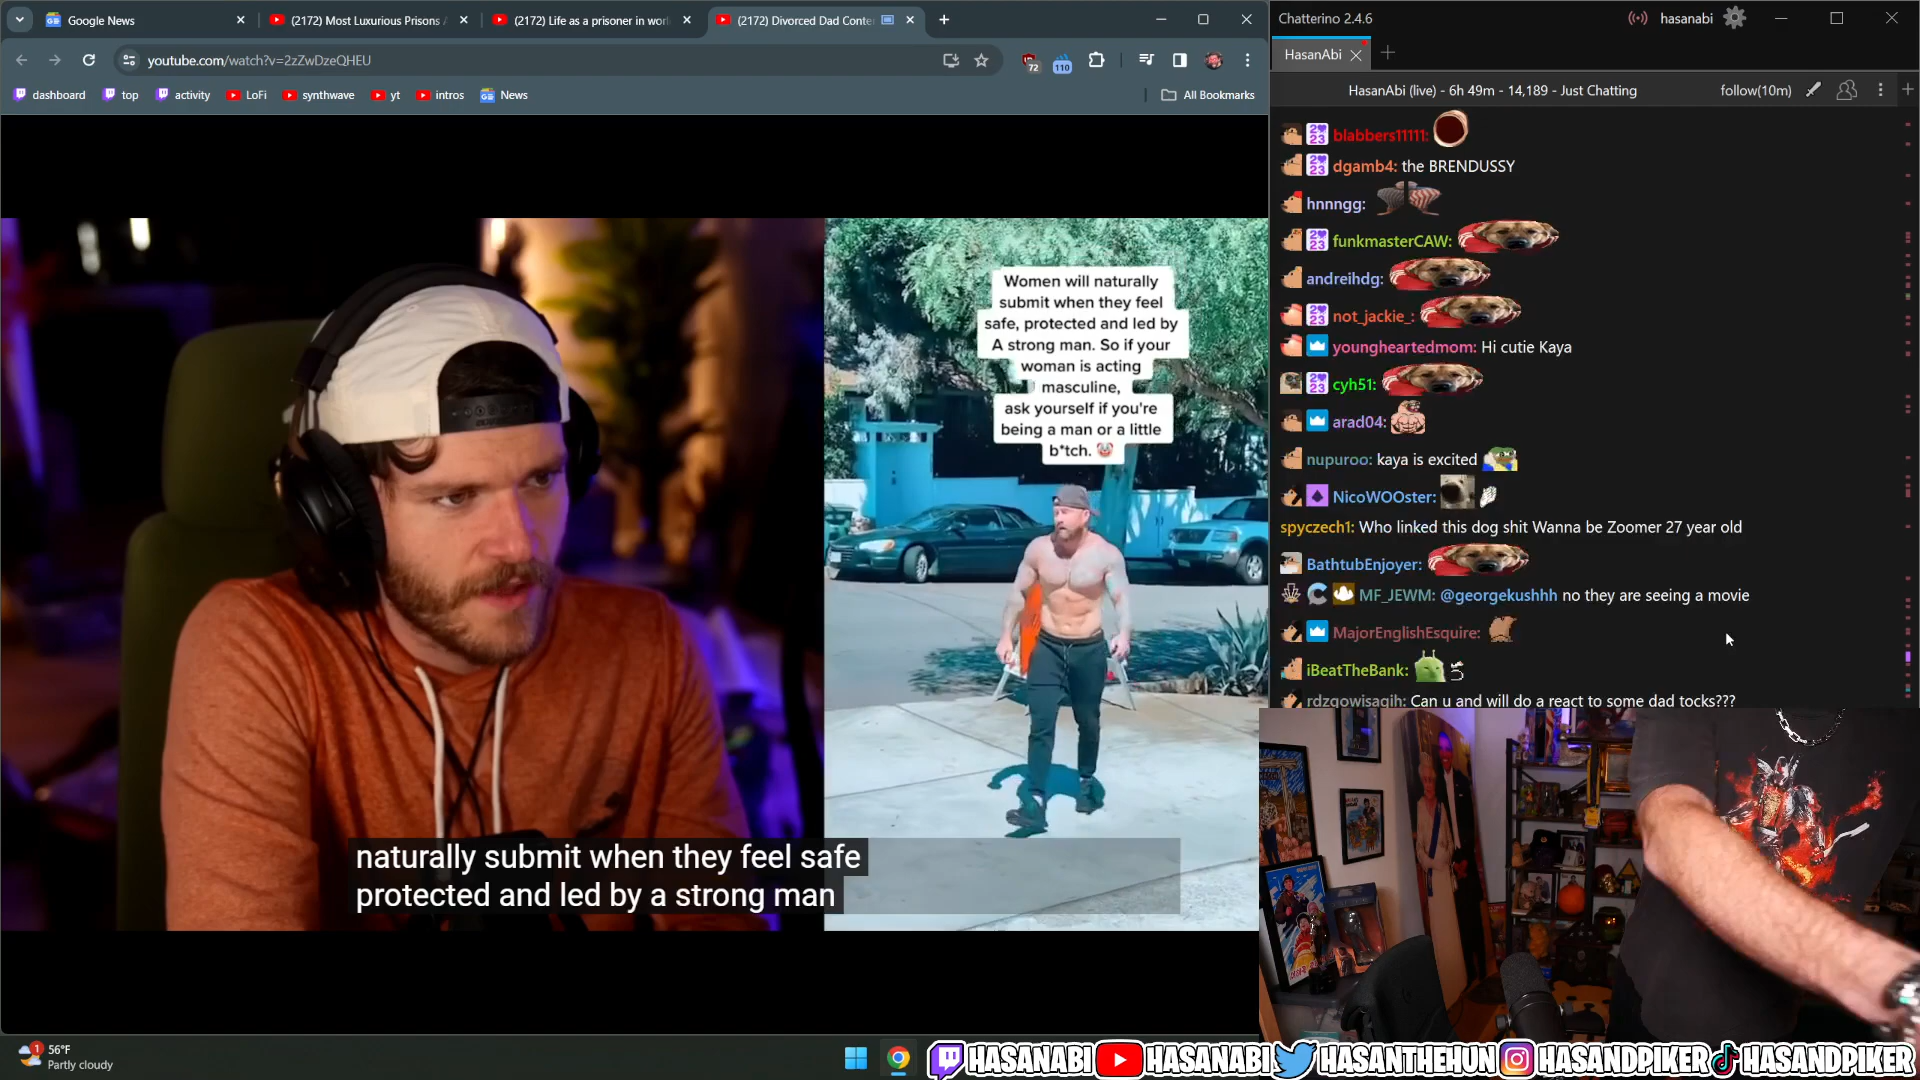 Google News
(2172) Most Luxurious Prisons
(2172) Life as a prisoner in wor
(2172) Divorced Dad Conte
youtube.com/watch?v=2zZwDzeQHEU
72
110
dashboard
top
activity
LoFi
synthwave
yt
intros
News
All Bookmarks
Women will naturally
submit when they feel
safe, protected and led by
A strong man. So if your
woman is acting
masculine,
ask yourself if you're
being a man or a little
b*tch.
naturally submit when they feel safe
protected and led by a strong man
Chatterino 2.4.6
hasanabi
HasanAbi
HasanAbi (live) - 6h 49m - 14,189 - Just Chatting
follow(10m)
blabbers11111:
dgamb4: the BRENDUSSY
hnnngg:
funkmasterCAW:
andreihdg:
not_jackie_:
youngheartedmom: Hi cutie Kaya
cyh51:
arad04:
nupuroo: kaya is excited
NicoWOOster:
spyczech1: Who linked this dog shit Wanna be Zoomer 27 year old
BathtubEnjoyer:
MF_JEWM: @georgekushhh no they are seeing a movie
MajorEnglishEsquire:
iBeatTheBank:
rdzgowisagih: Can u and will do a react to some dad tocks???
1
56°F
Partly cloudy
HASANABI
HASANABI
HASANTHEHUN
HASANDPIKER
HASANDPIKER